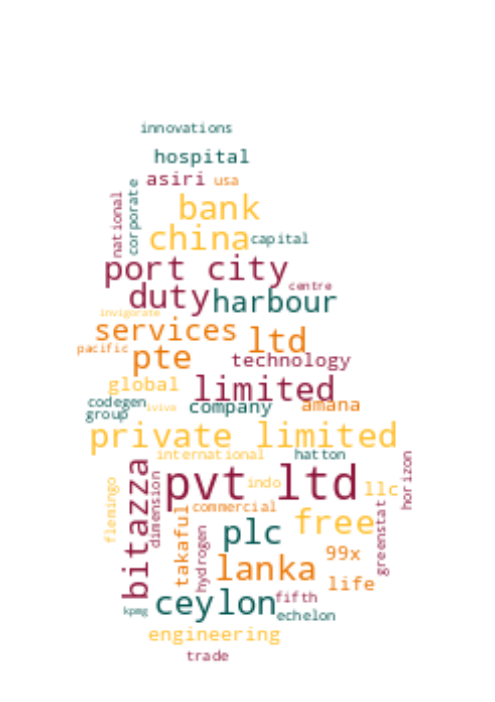 innovations
hospital
asiri usa
national
corporate
bank
china capital
port city
centre
duty harbour
invigorate
services ltd
pacific pte technology
global limited
codegen vivive company amana
group
private limited
international hatton
bitazza
dimension
pvt ltd
indo llc
horizon
flemingo
takaful
commercial
hydrogen
plc free
greenstat
lanka 99x
life
kpmg ceylon fifth
echelon
engineering
trade